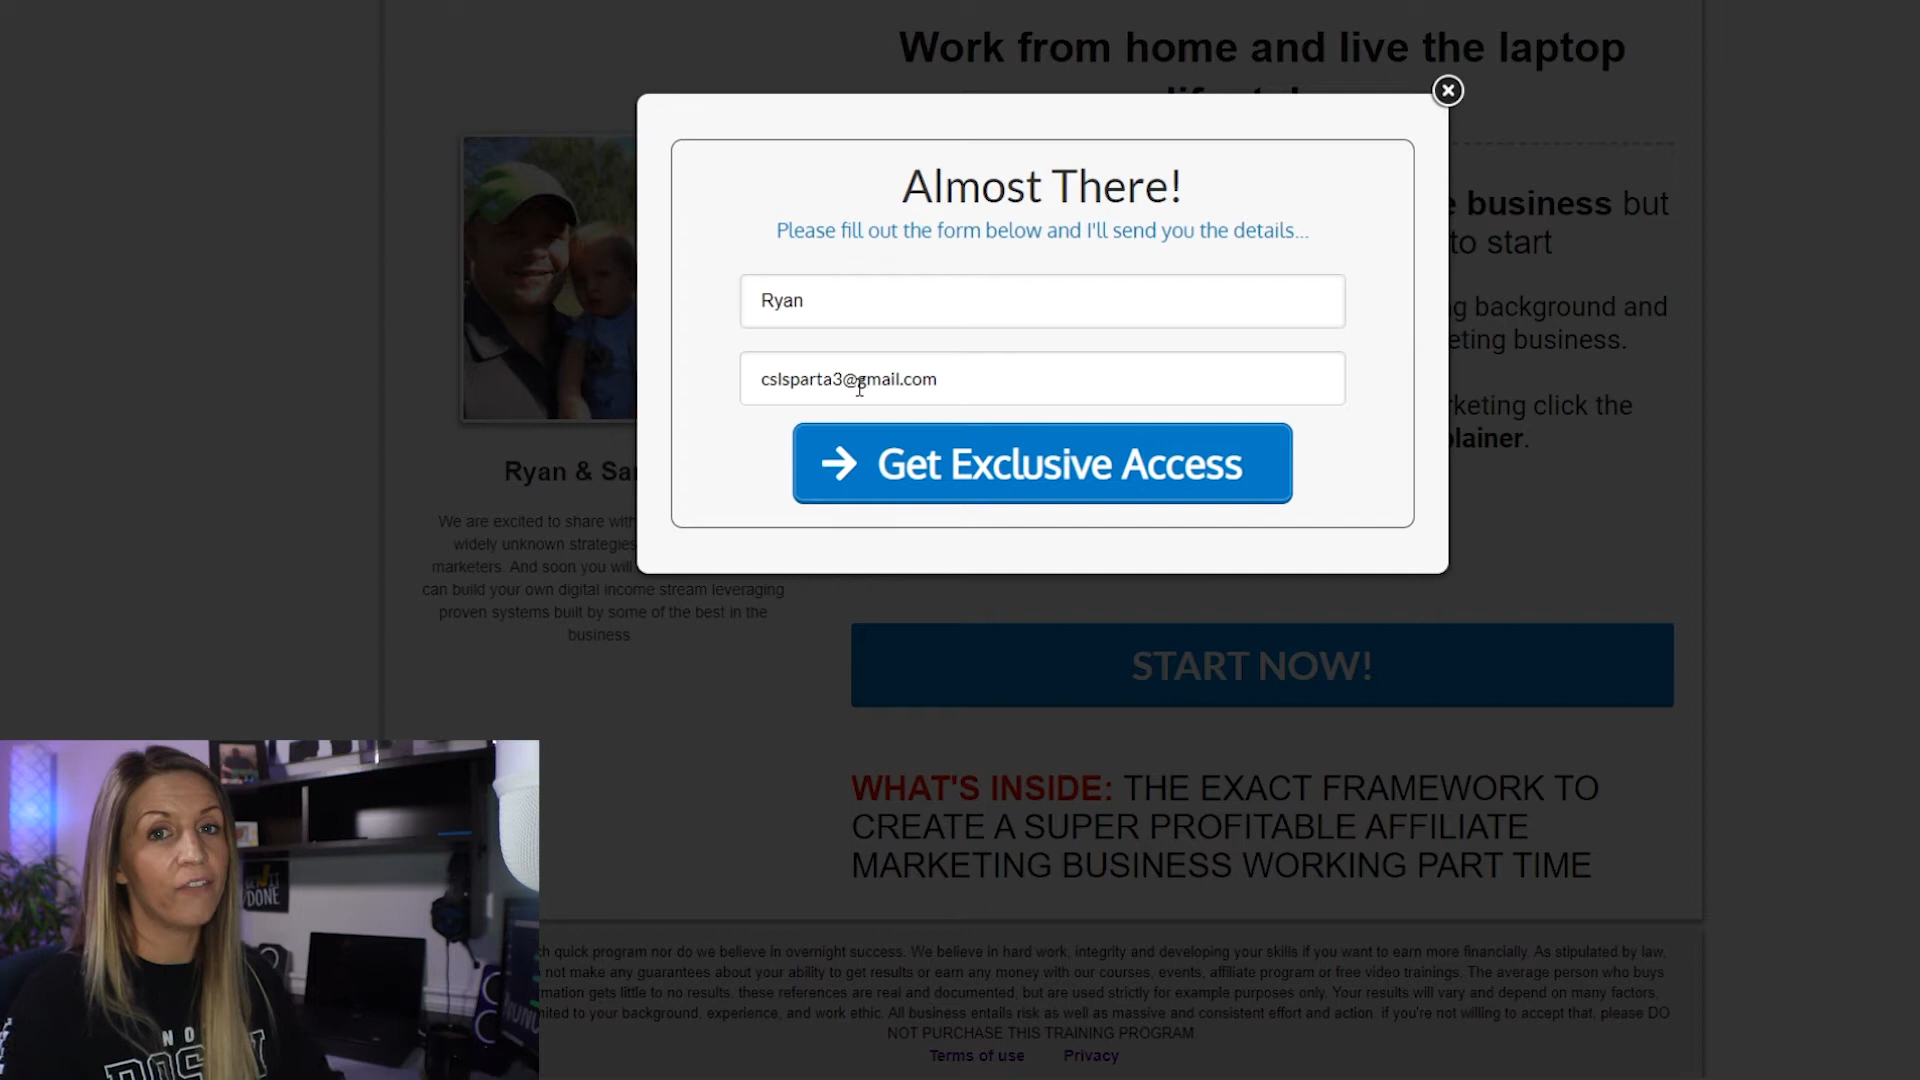 Work from home and live the laptop
Almost There!
Please fill out the form below and I'll send you the details...
Ryan
cslsparta3@gmail.com
Get Exclusive Access
business but
to start
background and
business.
click the
Ryan &
We are excited to share
widely unknown strategies
marketers. And soon you will
can build your own digital income stream leveraging
proven systems built by some of the best in the
business
START NOW!
WHAT'S INSIDE: THE EXACT FRAMEWORK TO
CREATE A SUPER PROFITABLE AFFILIATE
MARKETING BUSINESS WORKING PART TIME
quick program nor do we believe in overnight success. We believe in hard work, integrity and developing your skills if you want to earn more financially. As stipulated by law,
not make any guarantees about your ability to get results or earn any money with our courses, events, affiliate program or free video trainings. The average person who buys
gets little to no results, these references are real and documented, but are used strictly for example purposes only. Your results will vary and depend on many factors,
to your background, experience, and work ethic. All business entails risk as well as massive and consistent effort and action. if you're not willing to accept that, please DO
NOT PURCHASE THIS TRAINING PROGRAM
Terms of use Privacy
DONE
NO